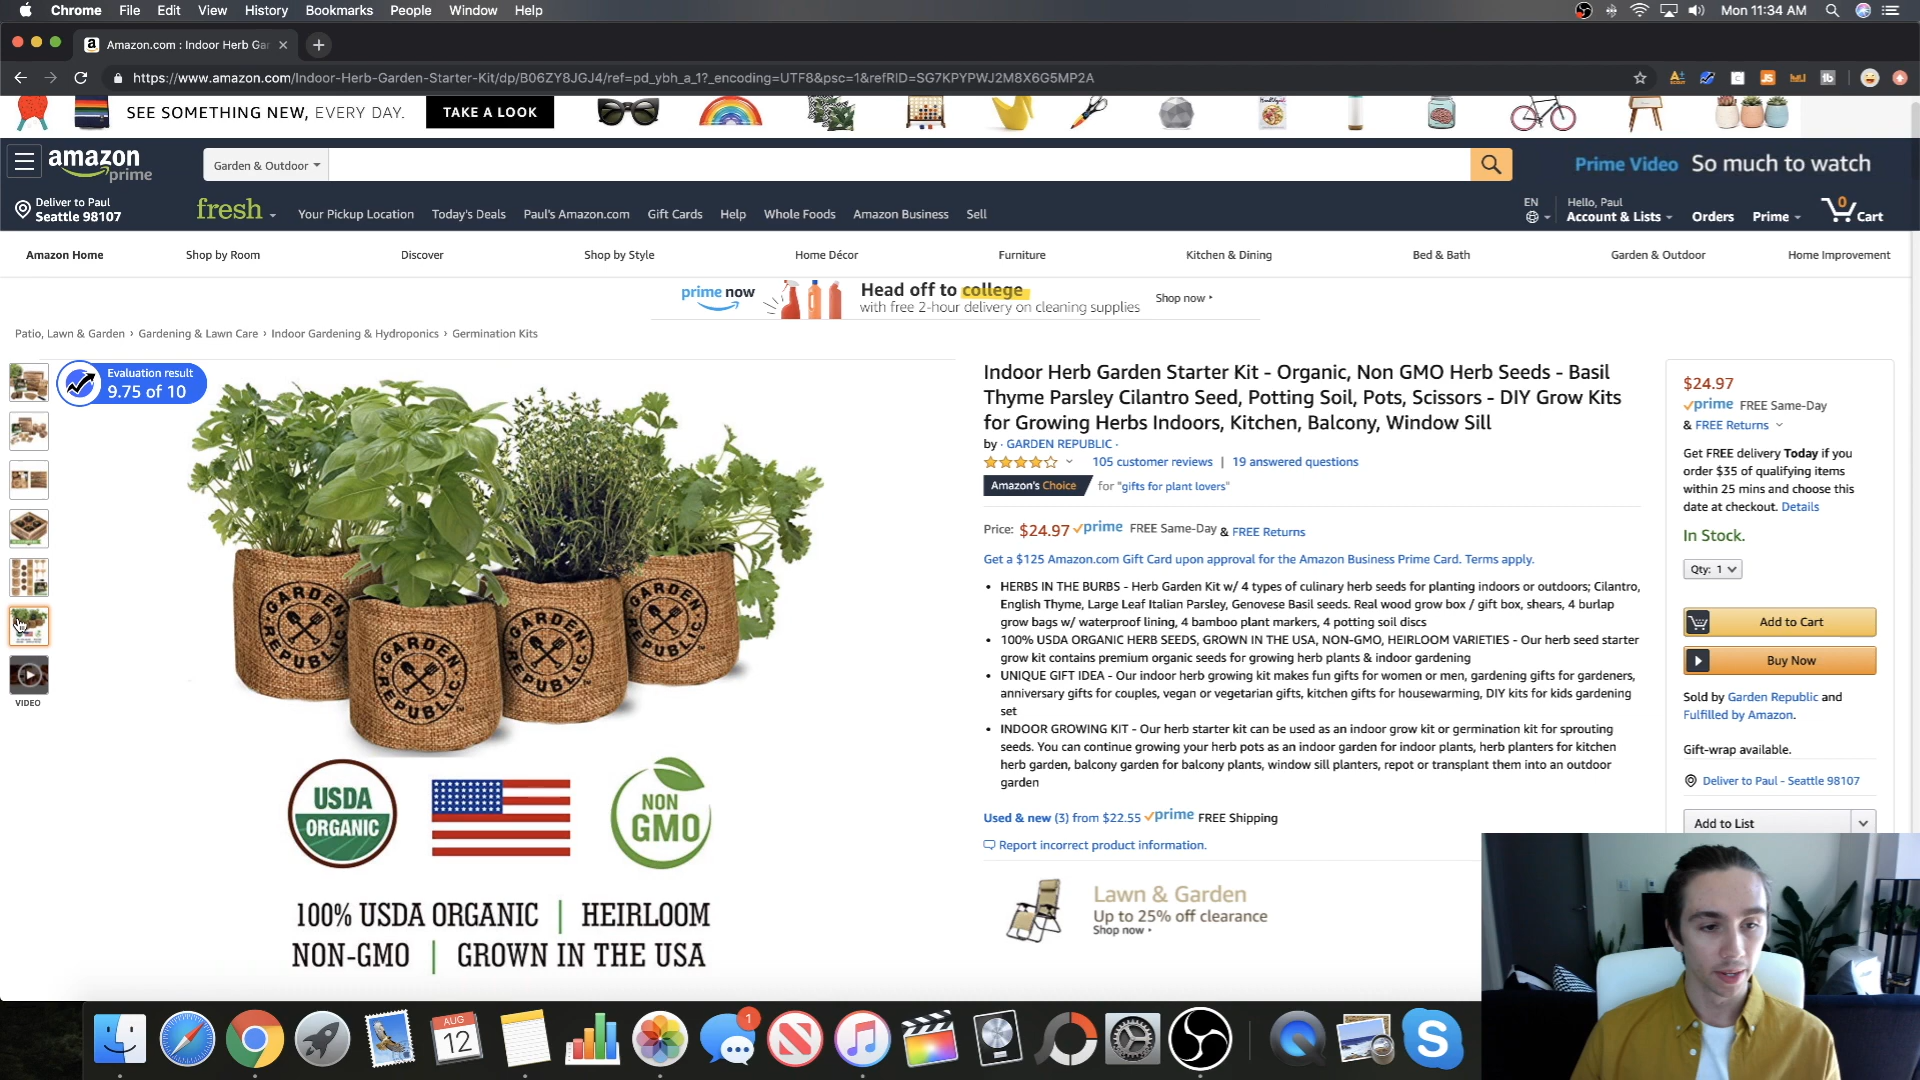 Chrome File Edit View History Bookmarks People Window Help
Mon 11:34 AM
Amazon.com : Indoor Herb Gar
https://www.amazon.com/Indoor-Herb-Garden-Starter-Kit/dp/B06ZY8JGJ4/ref=pd_ybh_a_1?_encoding=UTF8&psc=1&refRID=SG7KPYPWJ2M8X6G5MP2A
SEE SOMETHING NEW, EVERY DAY. TAKE A LOOK
amazon prime
Garden & Outdoor
Prime Video So much to watch
Deliver to Paul
Seattle 98107
fresh
Your Pickup Location Today's Deals Paul's Amazon.com Gift Cards Help Whole Foods Amazon Business Sell
EN
Hello, Paul
Account & Lists Orders Prime 0 Cart
Amazon Home Shop by Room Discover Shop by Style Home Décor Furniture Kitchen & Dining Bed & Bath Garden & Outdoor Home Improvement
prime now
Head off to college
with free 2-hour delivery on cleaning supplies
Shop now
Patio, Lawn & Garden › Gardening & Lawn Care › Indoor Gardening & Hydroponics › Germination Kits
Evaluation result
9.75 of 10
VIDEO
GARDEN REPUBLIC
GARDEN REPUBLIC
GARDEN REPUBLIC
GARDEN REPUBLIC
USDA
ORGANIC
NON
GMO
100% USDA ORGANIC | HEIRLOOM
NON-GMO | GROWN IN THE USA
Indoor Herb Garden Starter Kit - Organic, Non GMO Herb Seeds - Basil
Thyme Parsley Cilantro Seed, Potting Soil, Pots, Scissors - DIY Grow Kits
for Growing Herbs Indoors, Kitchen, Balcony, Window Sill
by · GARDEN REPUBLIC ·
105 customer reviews | 19 answered questions
Amazon's Choice for "gifts for plant lovers"
Price: $24.97 prime FREE Same-Day & FREE Returns
Get a $125 Amazon.com Gift Card upon approval for the Amazon Business Prime Card. Terms apply.
• HERBS IN THE BURBS - Herb Garden Kit w/ 4 types of culinary herb seeds for planting indoors or outdoors; Cilantro,
English Thyme, Large Leaf Italian Parsley, Genovese Basil seeds. Real wood grow box / gift box, shears, 4 burlap
grow bags w/ waterproof lining, 4 bamboo plant markers, 4 potting soil discs
• 100% USDA ORGANIC HERB SEEDS, GROWN IN THE USA, NON-GMO, HEIRLOOM VARIETIES - Our herb seed starter
grow kit contains premium organic seeds for growing herb plants & indoor gardening
• UNIQUE GIFT IDEA - Our indoor herb growing kit makes fun gifts for women or men, gardening gifts for gardeners,
anniversary gifts for couples, vegan or vegetarian gifts, kitchen gifts for housewarming, DIY kits for kids gardening
set
• INDOOR GROWING KIT - Our herb starter kit can be used as an indoor grow kit or germination kit for sprouting
seeds. You can continue growing your herb pots as an indoor garden for indoor plants, herb planters for kitchen
herb garden, balcony garden for balcony plants, window sill planters, repot or transplant them into an outdoor
garden
Used & new (3) from $22.55 prime FREE Shipping
Report incorrect product information.
Lawn & Garden
Up to 25% off clearance
Shop now
$24.97
prime FREE Same-Day
& FREE Returns
Get FREE delivery Today if you
order $35 of qualifying items
within 25 mins and choose this
date at checkout. Details
In Stock.
Qty: 1
Add to Cart
Buy Now
Sold by Garden Republic and
Fulfilled by Amazon.
Gift-wrap available.
Deliver to Paul - Seattle 98107
Add to List
AUG
12
1